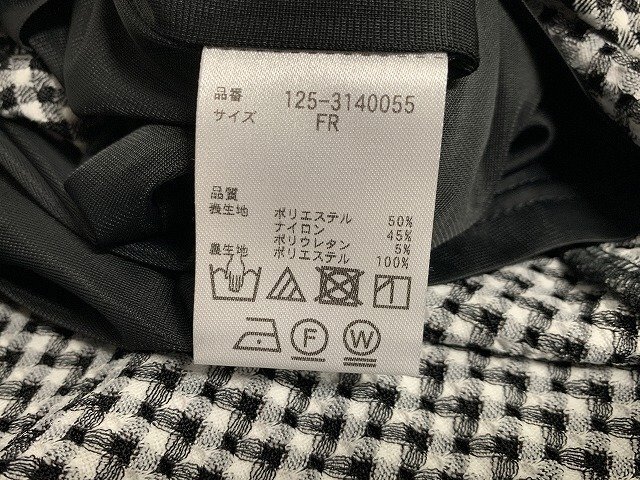 品番 125-3140055
サイズ FR
品質
表生地 ポリエステル 50%
ナイロン 45%
ポリウレタン 5%
裏生地 ポリエステル 100%
F W